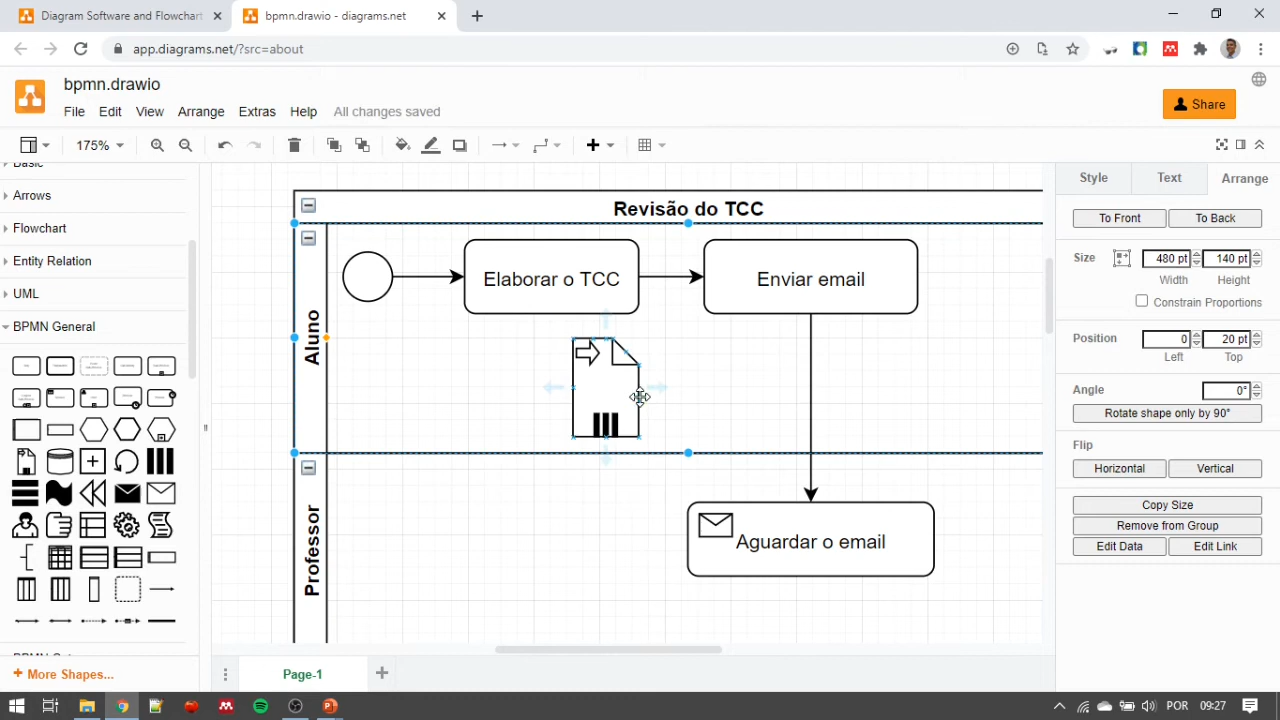 Diagram Software and Flowchart
bpmn.drawio - diagrams.net
app.diagrams.net/?src=about
bpmn.drawio
File Edit View Arrange Extras Help All changes saved
Share
175%
Basic
Arrows
Flowchart
Entity Relation
UML
BPMN General
More Shapes...
Revisão do TCC
Aluno
Elaborar o TCC
Enviar email
Professor
Aguardar o email
Page-1
Style Text Arrange
To Front To Back
Size 480 pt 140 pt
Width Height
Constrain Proportions
Position 0 20 pt
Left Top
Angle 0°
Rotate shape only by 90°
Flip
Horizontal Vertical
Copy Size
Remove from Group
Edit Data Edit Link
POR 09:27